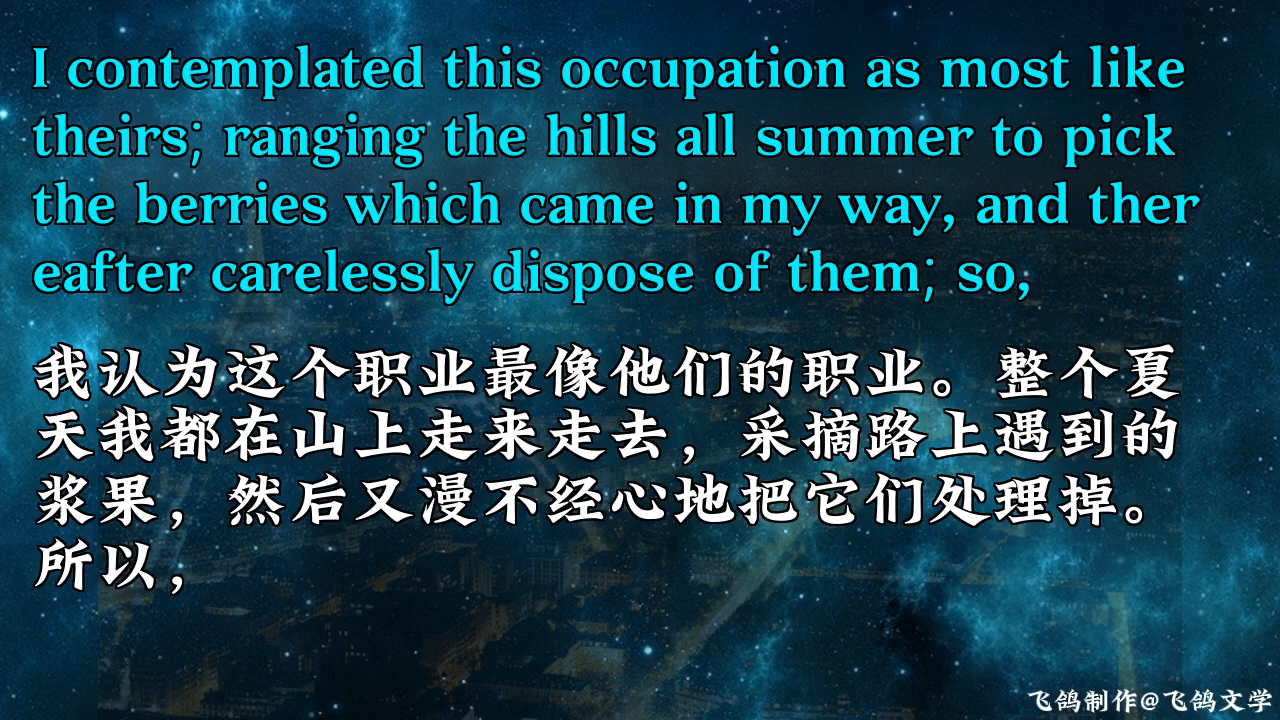 I contemplated this occupation as most like
theirs; ranging the hills all summer to pick
the berries which came in my way, and ther
eafter carelessly dispose of them; so,
我认为这个职业最像他们的职业。整个夏
天我都在山上走来走去，采摘路上遇到的
浆果，然后又漫不经心地把它们处理掉。
所以，
飞鸽制作@飞鸽文学